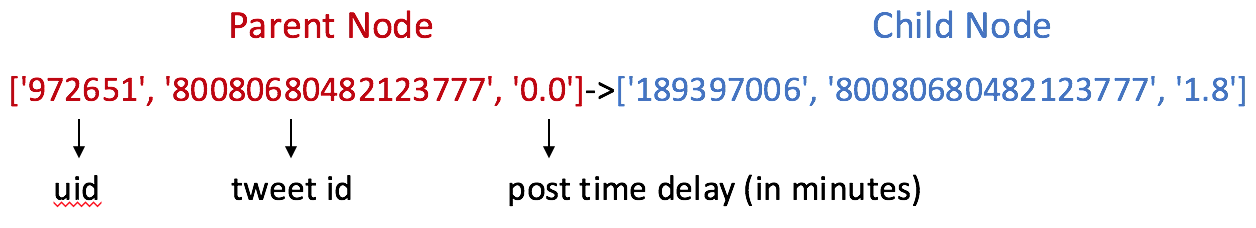 Parent Node Child Node
['972651', '80080680482123777', '0.0']->['189397006', '80080680482123777', '1.8']
uid tweet id post time delay (in minutes)